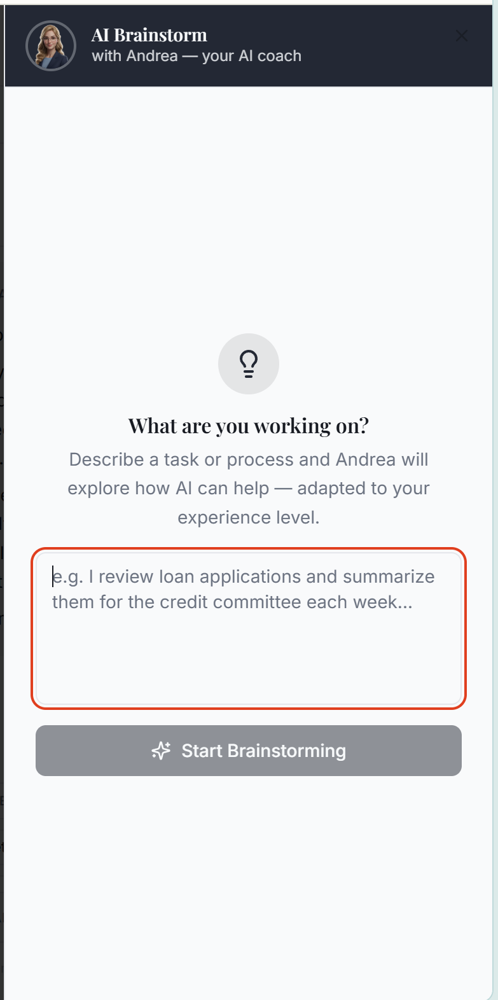 AI Brainstorm
with Andrea — your AI coach
What are you working on?
Describe a task or process and Andrea will
explore how AI can help — adapted to your
experience level.
e.g. I review loan applications and summarize
them for the credit committee each week...
Start Brainstorming